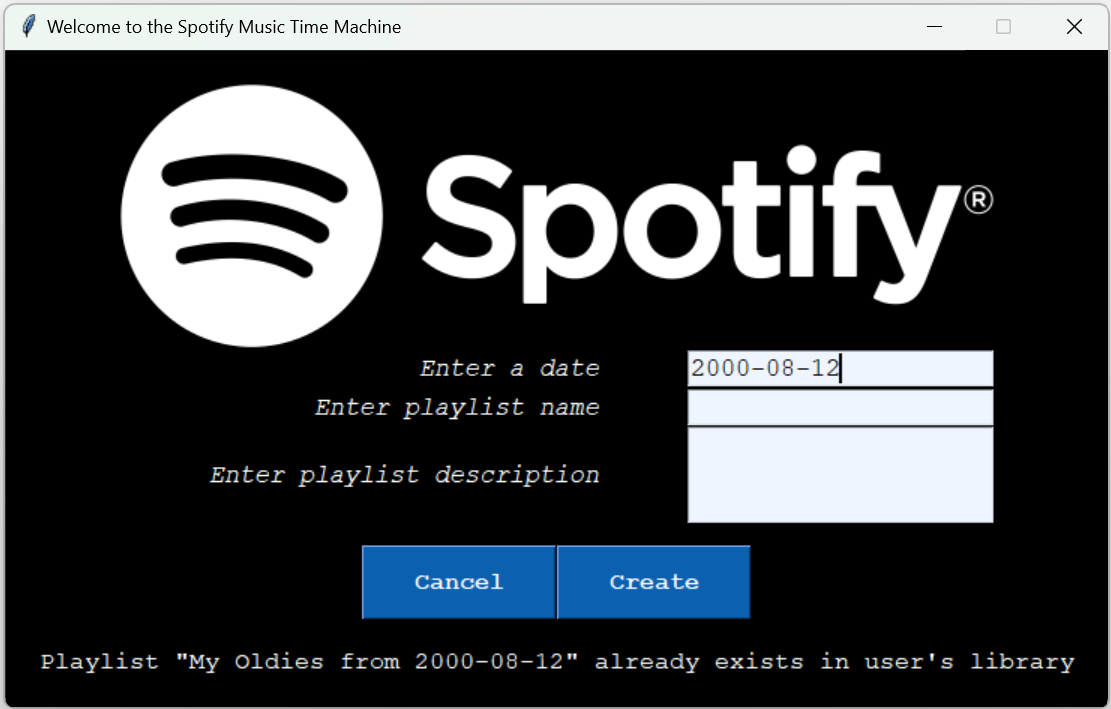 Welcome to the Spotify Music Time Machine
Spotify®
Enter a date 2000-08-12
Enter playlist name
Enter playlist description
Cancel Create
Playlist "My Oldies from 2000-08-12" already exists in user's library